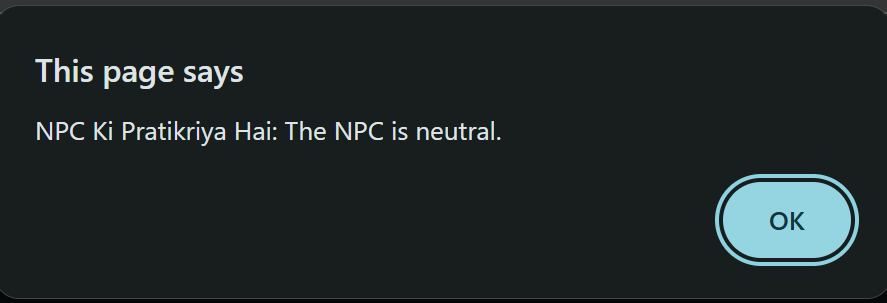 This page says
NPC Ki Pratikriya Hai: The NPC is neutral.
OK